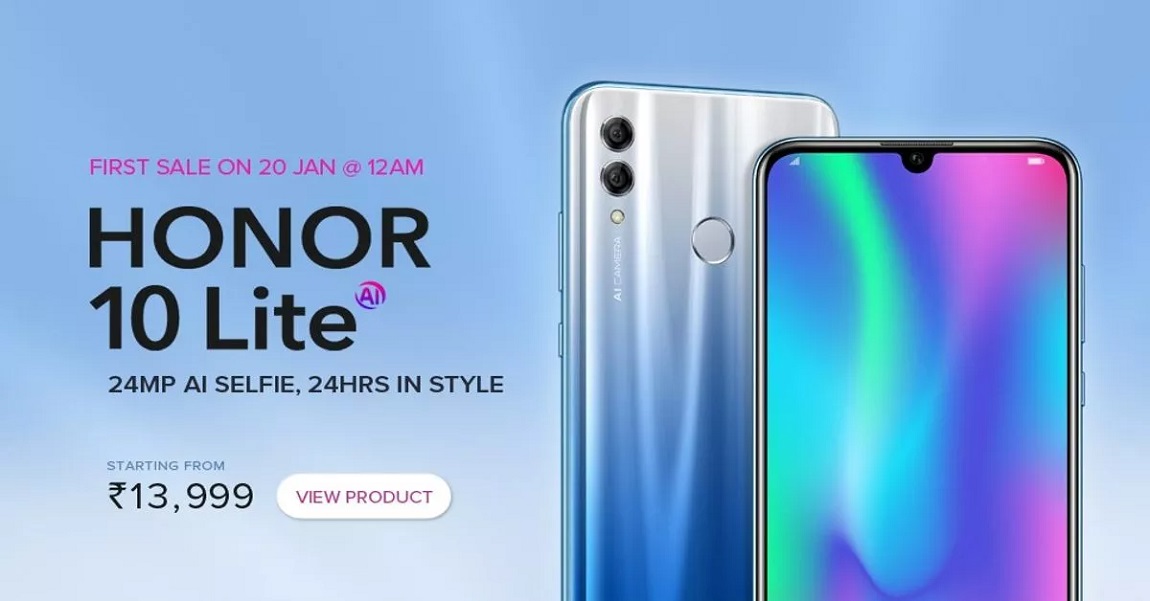 FIRST SALE ON 20 JAN @ 12AM
HONOR
10 Lite AI
24MP AI SELFIE, 24HRS IN STYLE
STARTING FROM
₹13,999
VIEW PRODUCT
AI CAMERA